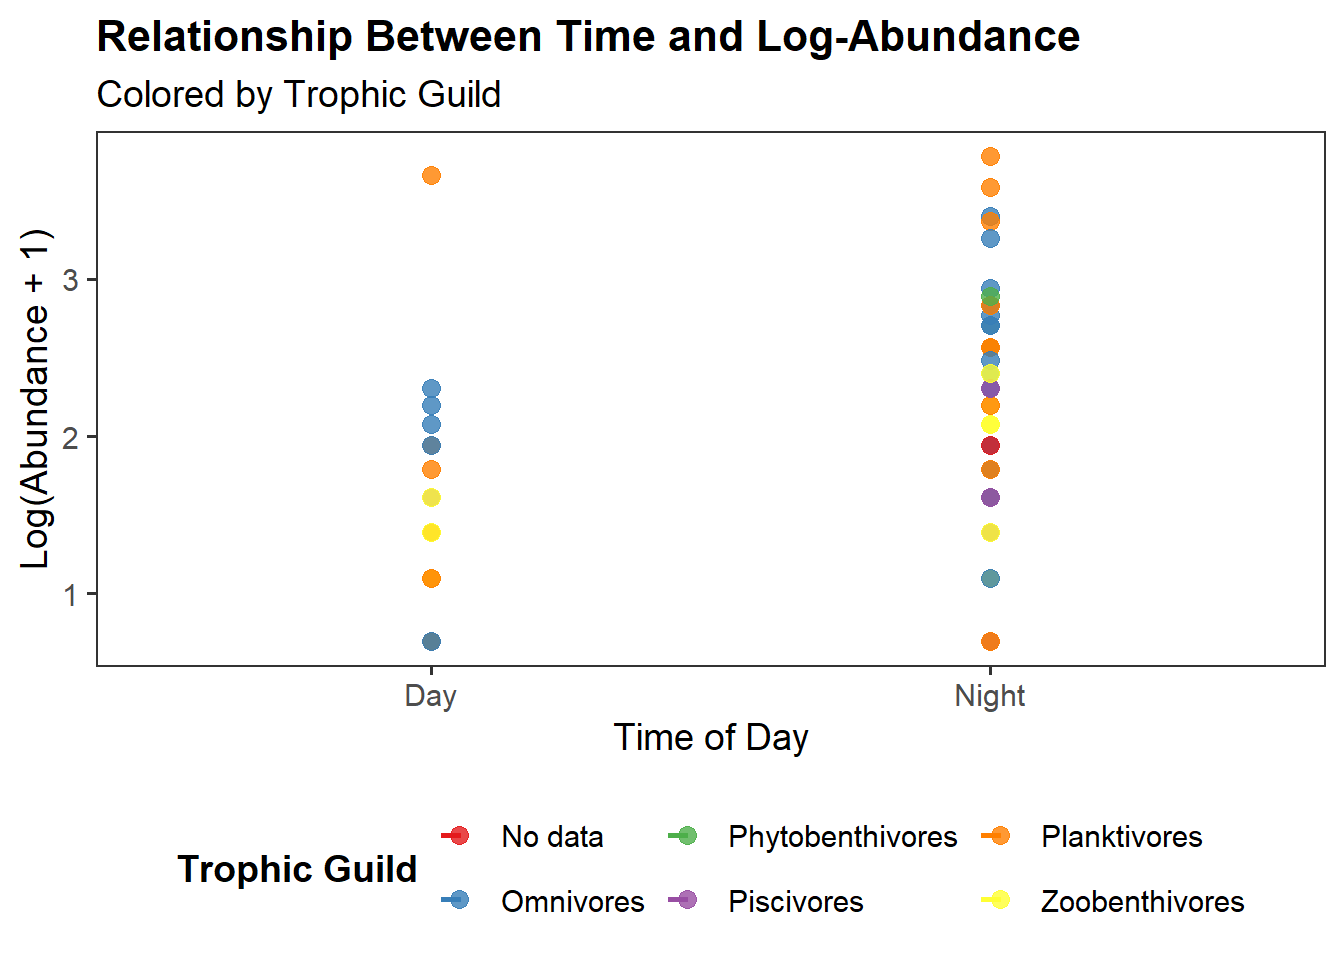 Relationship Between Time and Log-Abundance
Colored by Trophic Guild
Log(Abundance + 1)
3
2
1
Day
Night
Time of Day
Trophic Guild
No data
Phytobenthivores
Planktivores
Omnivores
Piscivores
Zoobenthivores